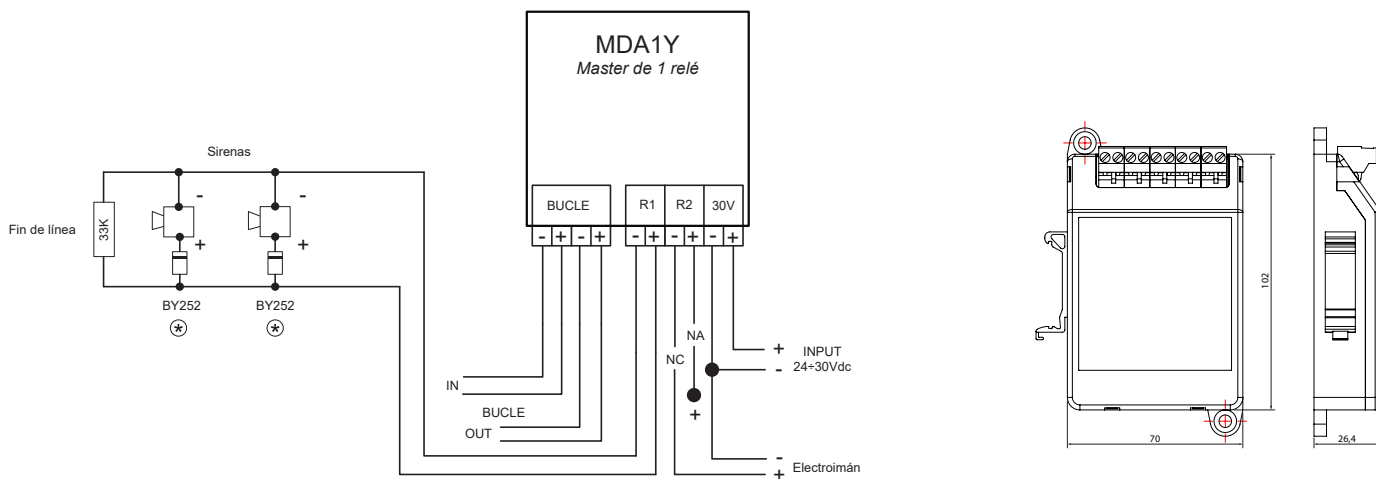 MDA1Y
Master de 1 relé
BUCLE R1 R2 30V
- + - + - + - + - +
Sirenas
- -
Fin de línea 33K
+ +
BY252 BY252
* *
NA
NC
+
+ INPUT
- 24÷30Vdc
IN
BUCLE
OUT
-
+ Electroimán
102
70
26,4